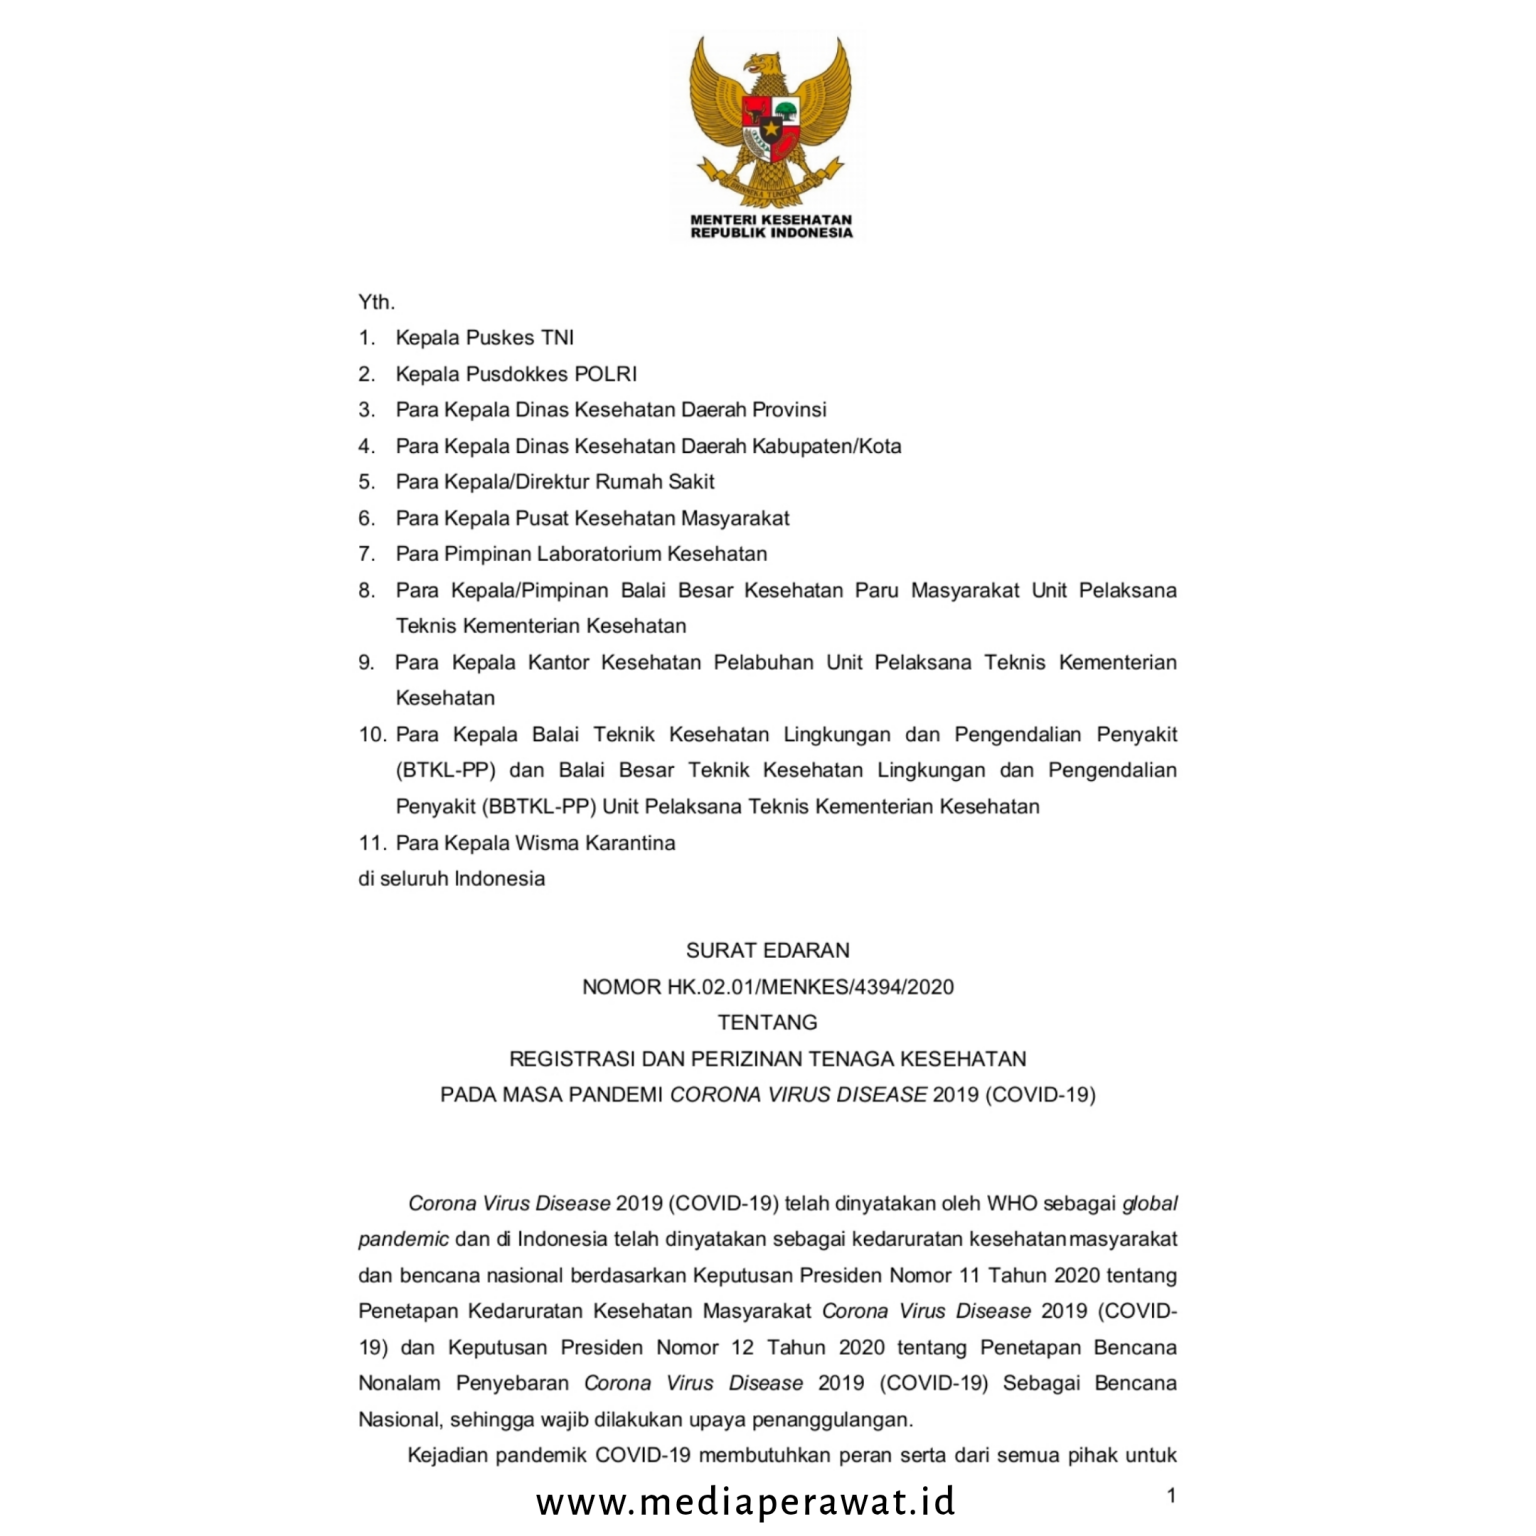 MENTERI KESEHATAN
REPUBLIK INDONESIA
Yth.
1. Kepala Puskes TNI
2. Kepala Pusdokkes POLRI
3. Para Kepala Dinas Kesehatan Daerah Provinsi
4. Para Kepala Dinas Kesehatan Daerah Kabupaten/Kota
5. Para Kepala/Direktur Rumah Sakit
6. Para Kepala Pusat Kesehatan Masyarakat
7. Para Pimpinan Laboratorium Kesehatan
8. Para Kepala/Pimpinan Balai Besar Kesehatan Paru Masyarakat Unit Pelaksana
Teknis Kementerian Kesehatan
9. Para Kepala Kantor Kesehatan Pelabuhan Unit Pelaksana Teknis Kementerian
Kesehatan
10. Para Kepala Balai Teknik Kesehatan Lingkungan dan Pengendalian Penyakit
(BTKL-PP) dan Balai Besar Teknik Kesehatan Lingkungan dan Pengendalian
Penyakit (BBTKL-PP) Unit Pelaksana Teknis Kementerian Kesehatan
11. Para Kepala Wisma Karantina
di seluruh Indonesia
SURAT EDARAN
NOMOR HK.02.01/MENKES/4394/2020
TENTANG
REGISTRASI DAN PERIZINAN TENAGA KESEHATAN
PADA MASA PANDEMI CORONA VIRUS DISEASE 2019 (COVID-19)
Corona Virus Disease 2019 (COVID-19) telah dinyatakan oleh WHO sebagai global
pandemic dan di Indonesia telah dinyatakan sebagai kedaruratan kesehatan masyarakat
dan bencana nasional berdasarkan Keputusan Presiden Nomor 11 Tahun 2020 tentang
Penetapan Kedaruratan Kesehatan Masyarakat Corona Virus Disease 2019 (COVID-
19) dan Keputusan Presiden Nomor 12 Tahun 2020 tentang Penetapan Bencana
Nonalam Penyebaran Corona Virus Disease 2019 (COVID-19) Sebagai Bencana
Nasional, sehingga wajib dilakukan upaya penanggulangan.
Kejadian pandemik COVID-19 membutuhkan peran serta dari semua pihak untuk
www.mediaperawat.id
1